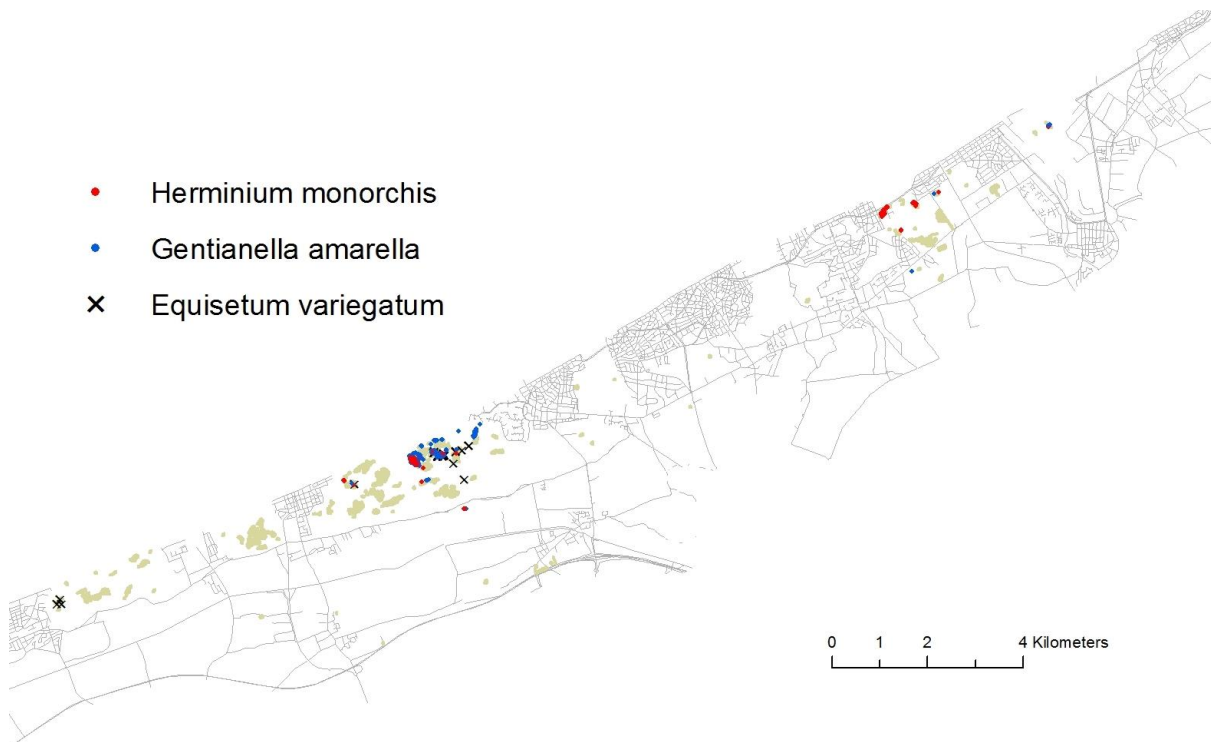 Herminium monorchis
Gentianella amarella
Equisetum variegatum
0 1 2 4 Kilometers